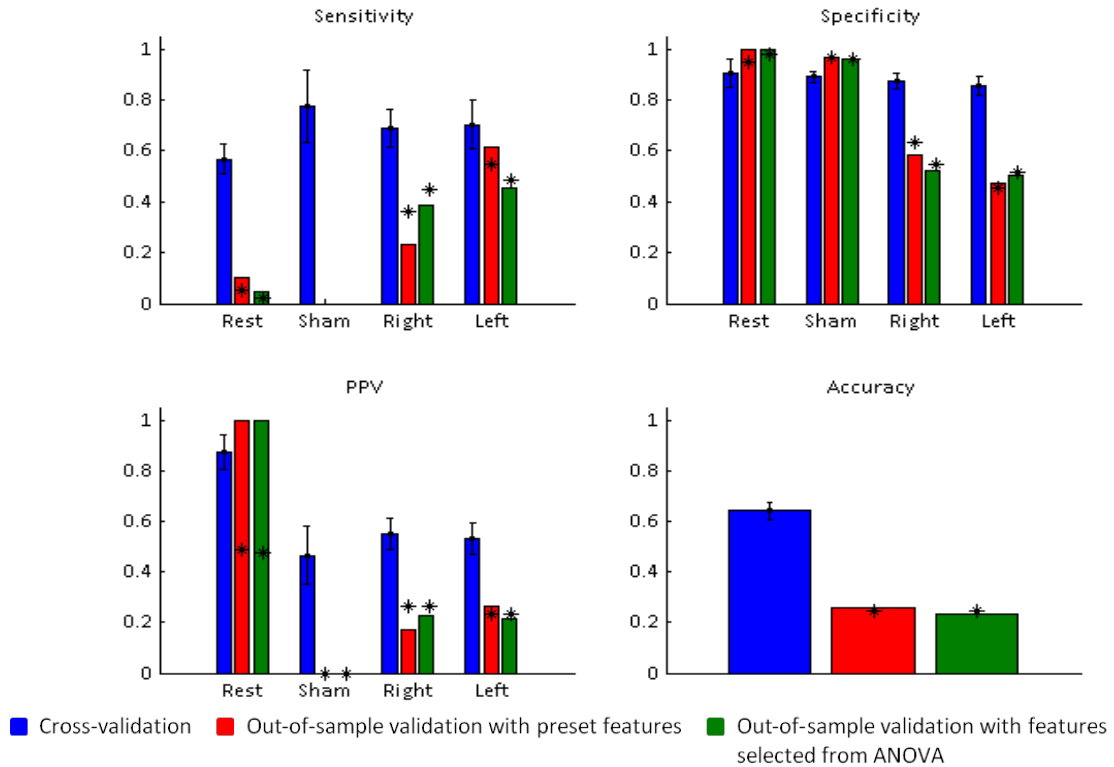 Sensitivity
1
0.8
0.6
0.4
0.2
0
Rest Sham Right Left
Specificity
1
0.8
0.6
0.4
0.2
0
Rest Sham Right Left
PPV
1
0.8
0.6
0.4
0.2
0
Rest Sham Right Left
Accuracy
1
0.8
0.6
0.4
0.2
0
Cross-validation
Out-of-sample validation with preset features
Out-of-sample validation with features
selected from ANOVA